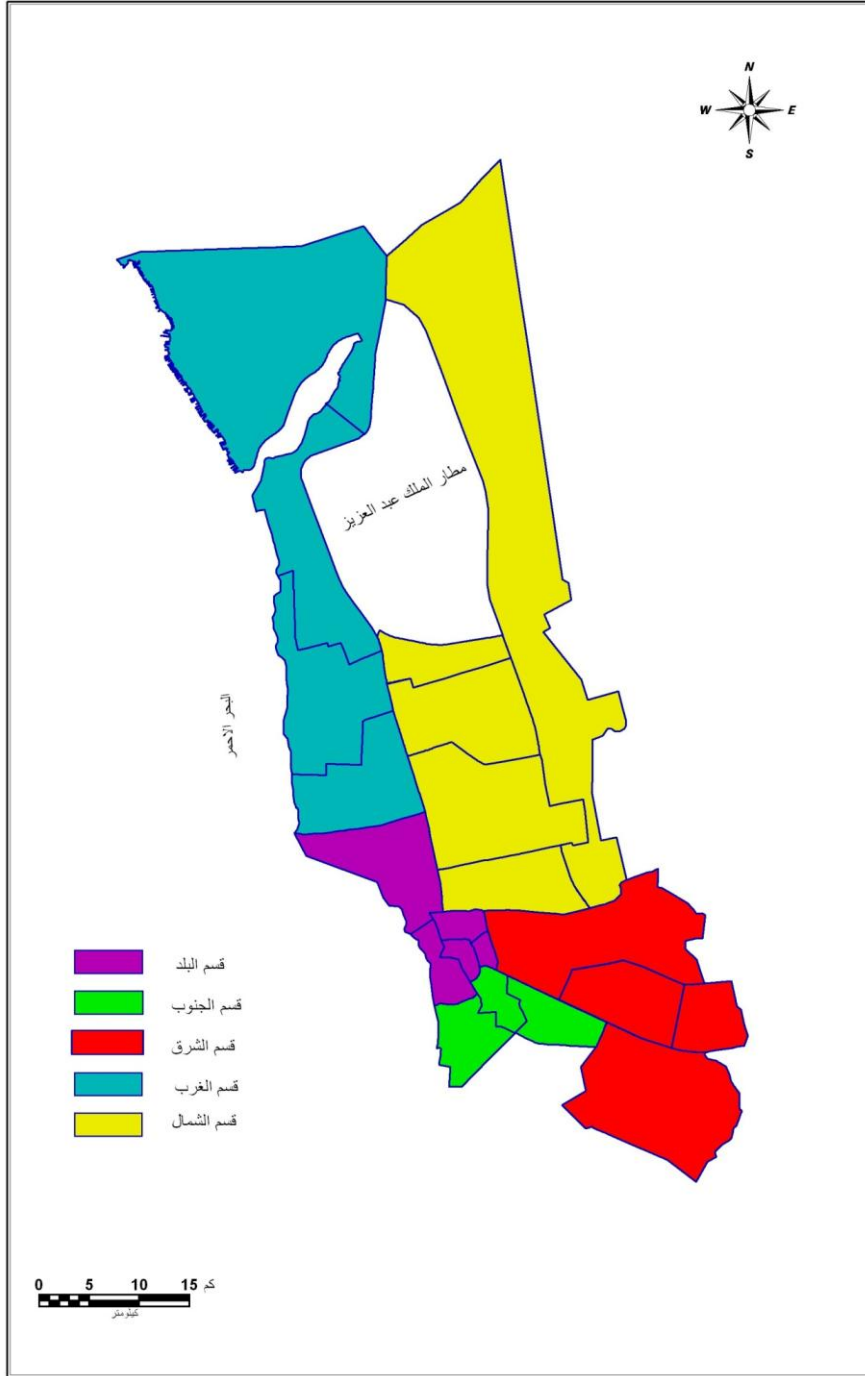 N
W E
S
مطار الملك عبد العزيز
البحر الاحمر
قسم البلد
قسم الجنوب
قسم الشرق
قسم الغرب
قسم الشمال
0 5 10 15 كم
كيلومتر